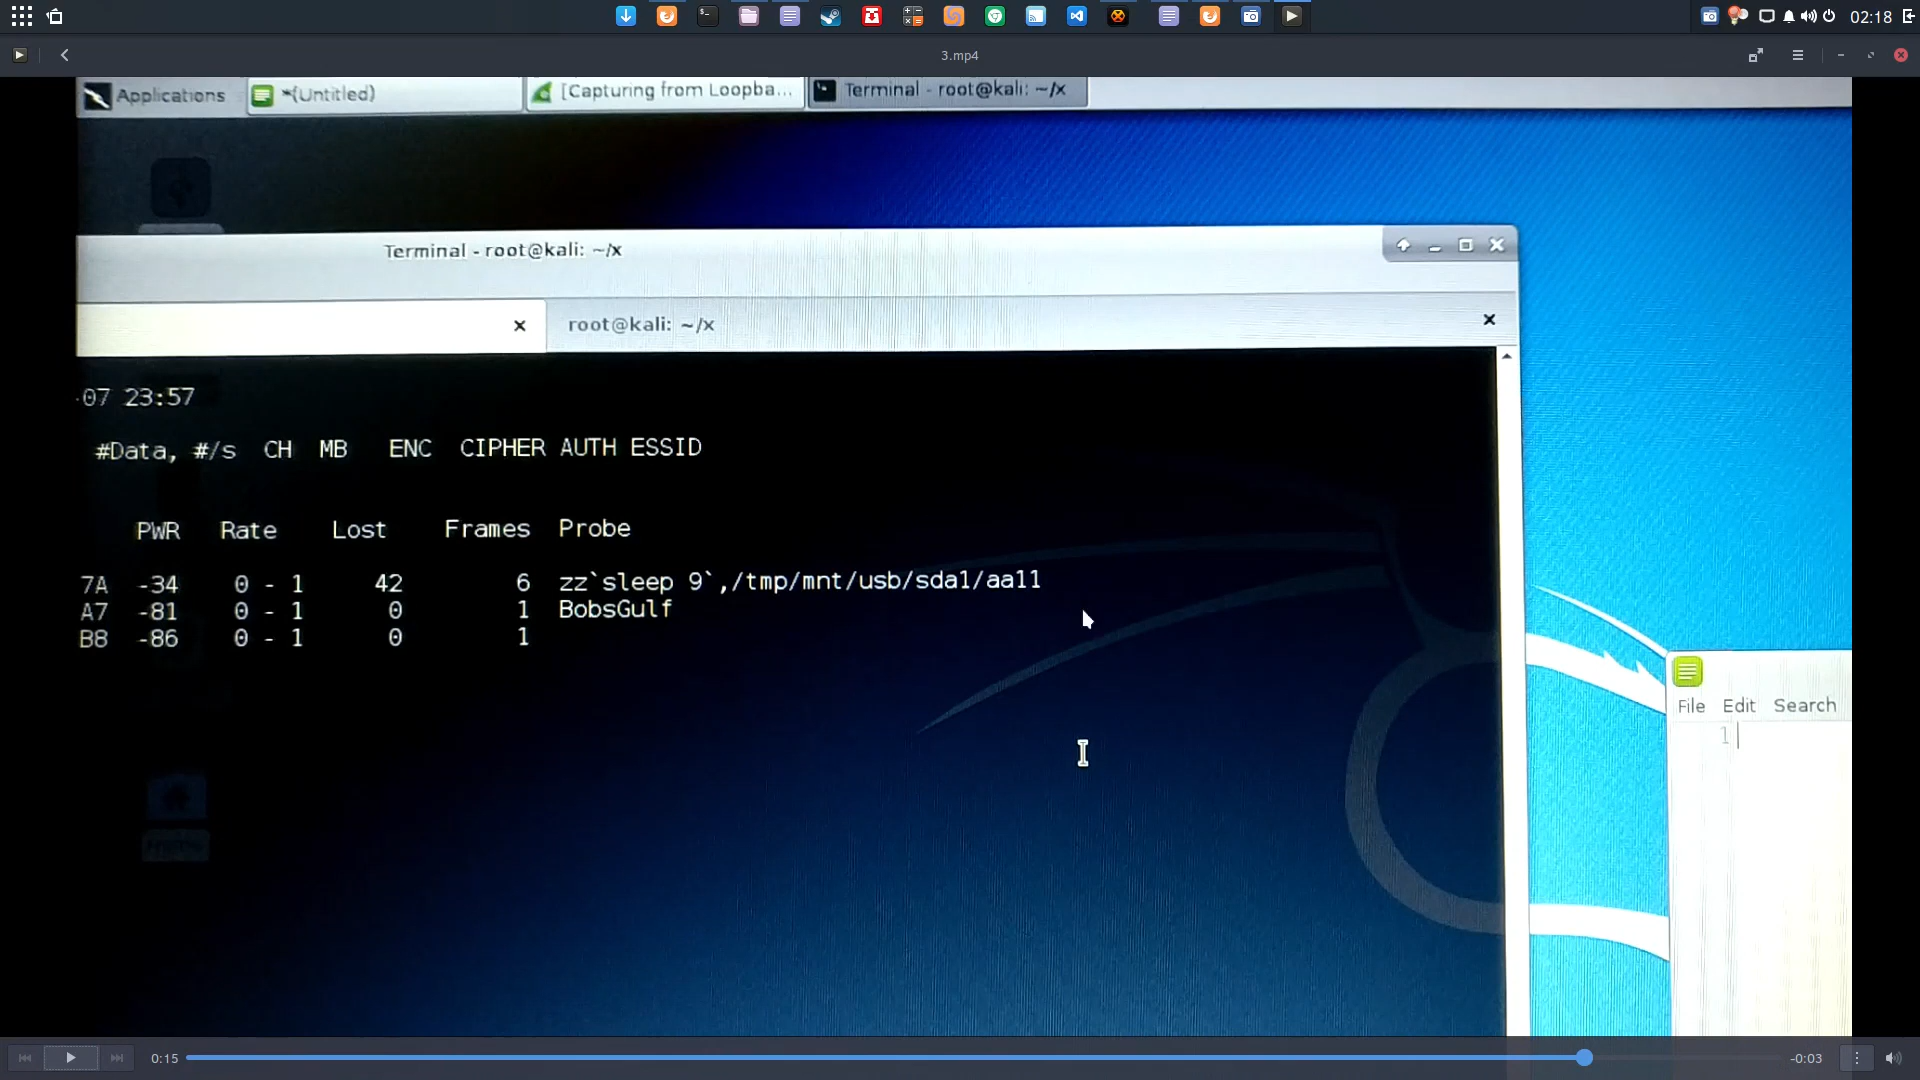 02:18
3.mp4
Applications
*(Untitled)
[Capturing from Loopba...
Terminal - root@kali: ~/x
Terminal - root@kali: ~/x
root@kali: ~/x
-07 23:57
#Data, #/s CH MB ENC CIPHER AUTH ESSID
PWR Rate Lost Frames Probe
7A -34 0 - 1 42 6 zz`sleep 9`,/tmp/mnt/usb/sda1/aa11
A7 -81 0 - 1 0 1 BobsGulf
B8 -86 0 - 1 0 1
File Edit Search
1
0:15
-0:03